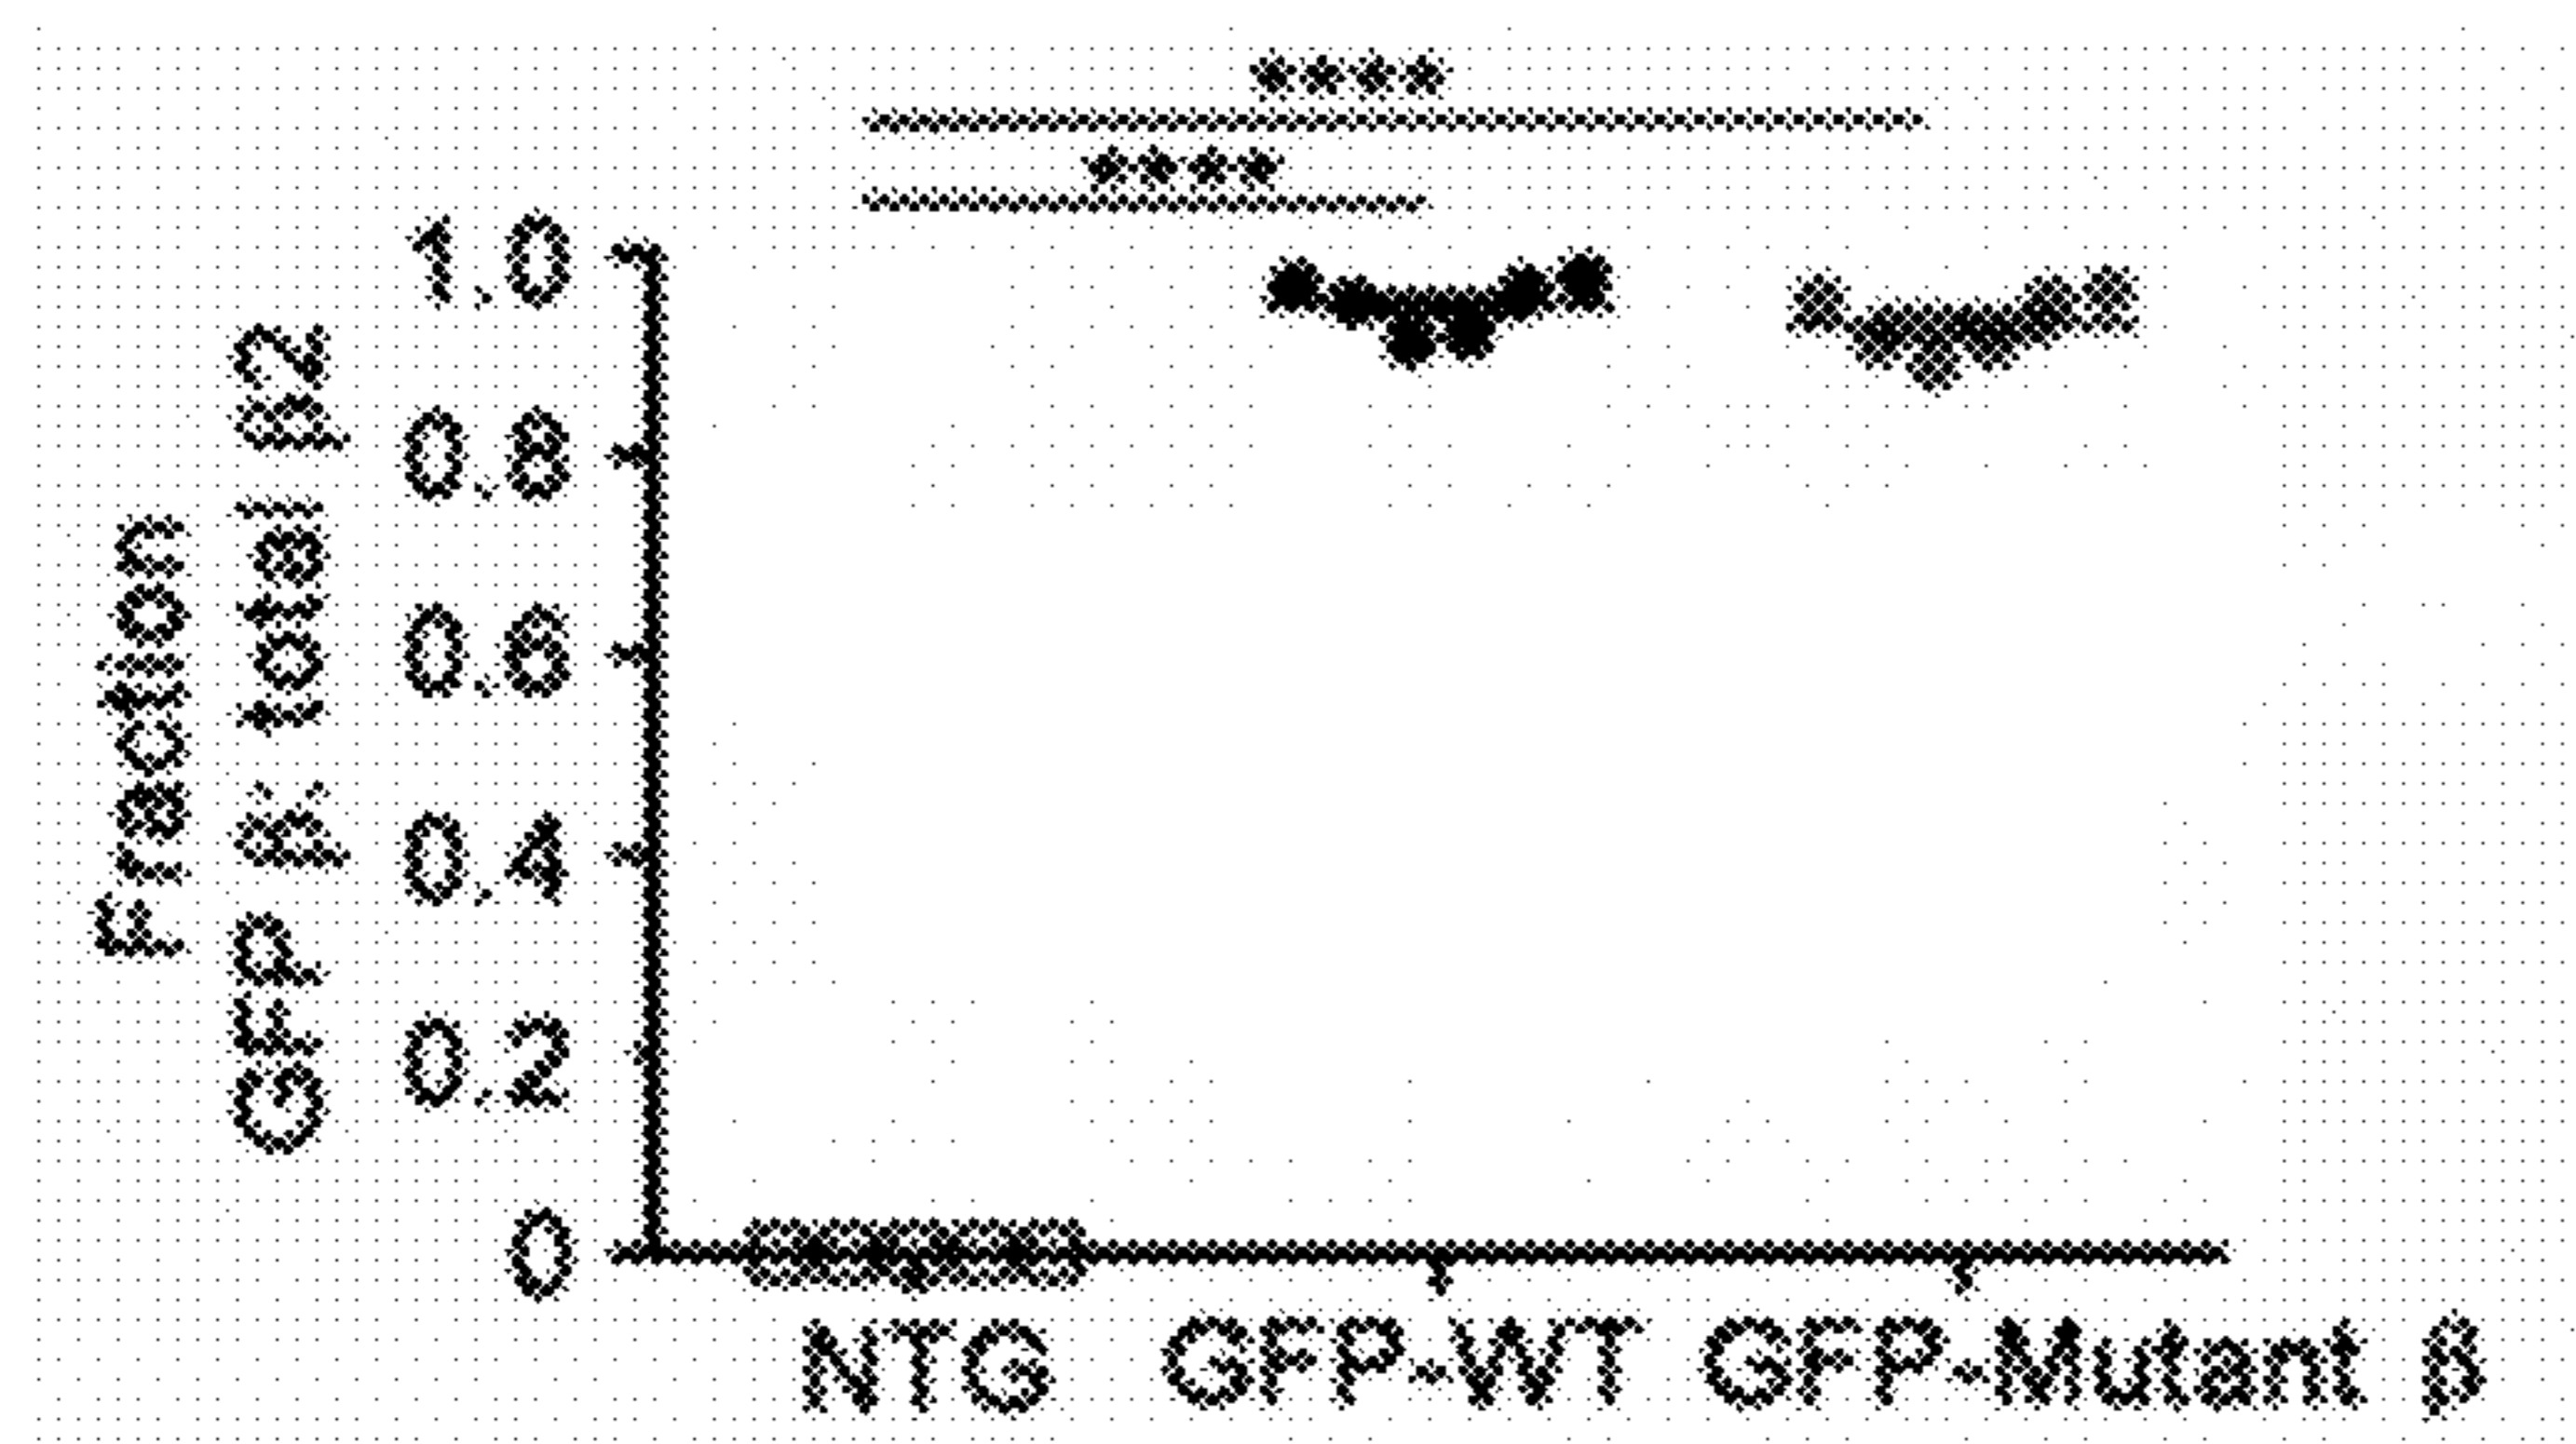 ****
****
Fraction
GFP β: total β2
1.0
0.8
0.6
0.4
0.2
0
NTG GFP-WT GFP-Mutant β